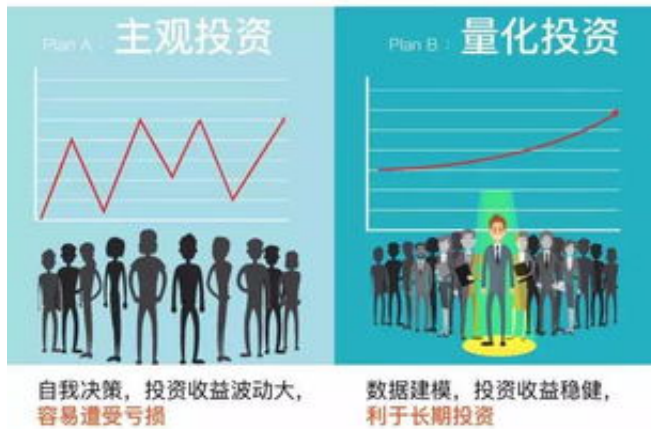 Plan A : 主观投资
Plan B : 量化投资
自我决策，投资收益波动大，
容易遭受亏损
数据建模，投资收益稳健，
利于长期投资